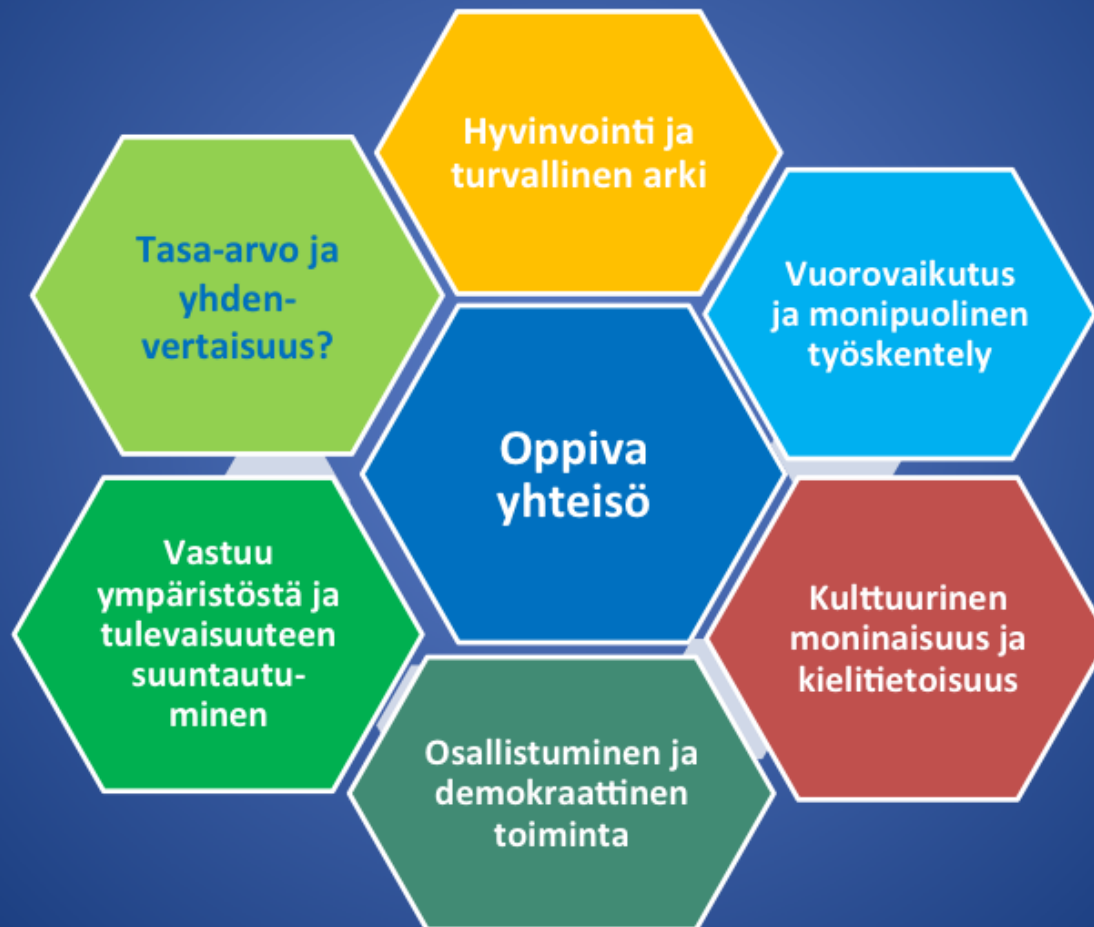 Hyvinvointi ja
turvallinen arki
Tasa-arvo ja
yhden-
vertaisuus?
Vuorovaikutus
ja monipuolinen
työskentely
Oppiva
yhteisö
Vastuu
ympäristöstä ja
tulevaisuuteen
suuntautu-
minen
Kulttuurinen
moninaisuus ja
kielitietoisuus
Osallistuminen ja
demokraattinen
toiminta